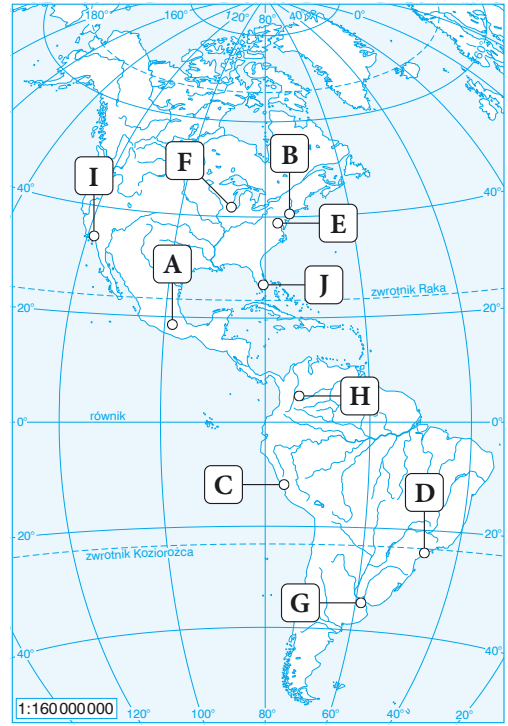 180° 160° 120° 80° 40° 0°
B
F
I
40° 40°
E
A
J
zwrotnik Raka
20° 20°
H
równik
0° 0°
C
D
20° 20°
zwrotnik Koziorożca
G
40° 40°
1:160 000 000
120° 100° 80° 60° 40° 20°